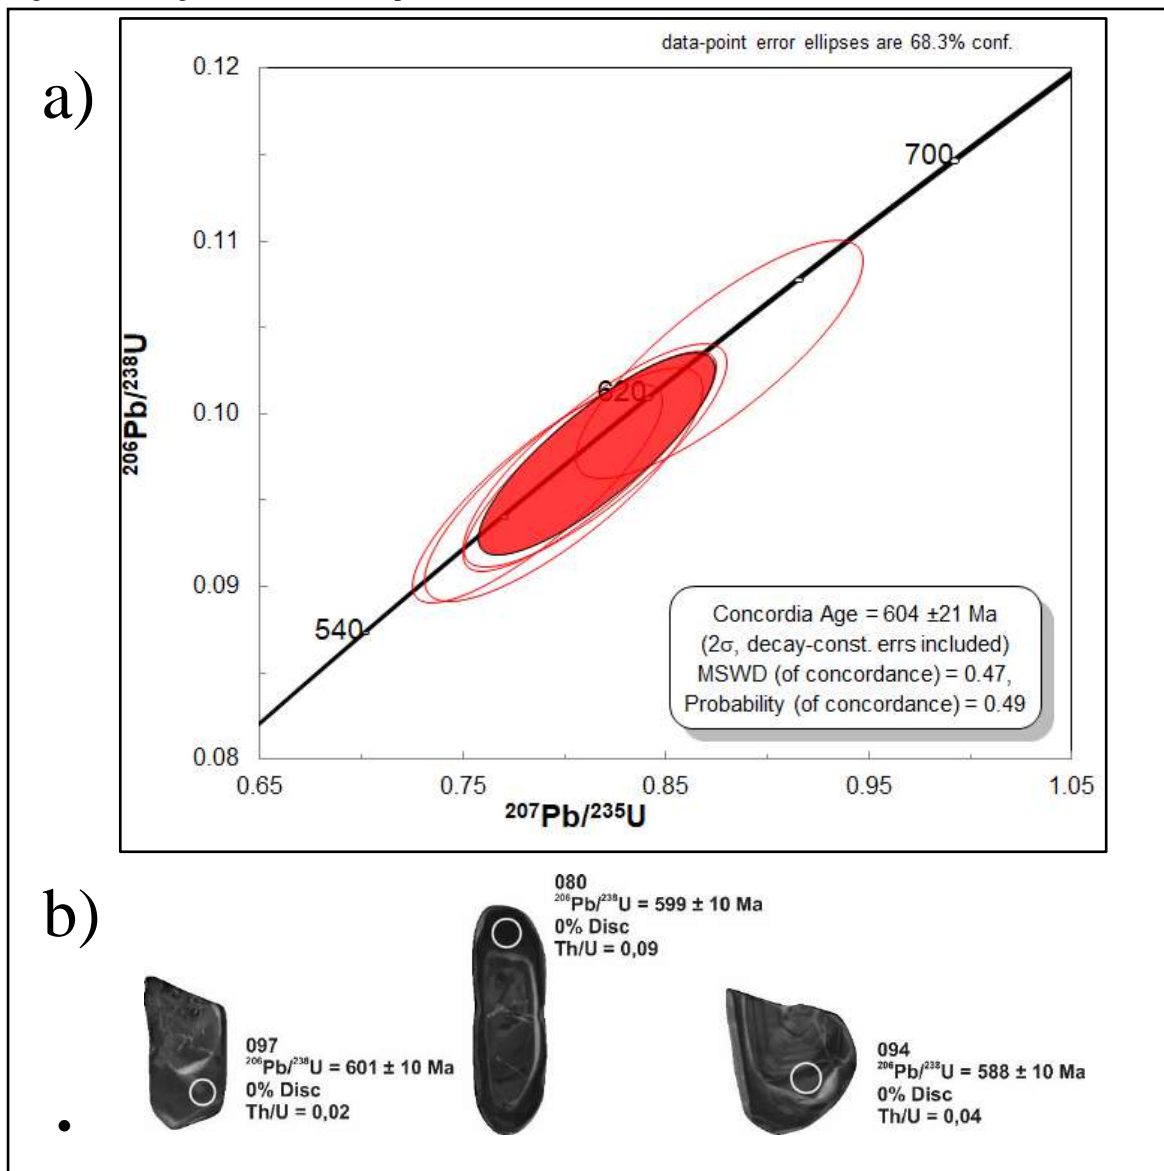 a)
data-point error ellipses are 68.3% conf.
0.12
0.11
0.10
0.09
0.08
206Pb/238U
700
620
540
Concordia Age = 604 ±21 Ma
(2σ, decay-const. errs included)
MSWD (of concordance) = 0.47,
Probability (of concordance) = 0.49
0.65 0.75 0.85 0.95 1.05
207Pb/235U
b)
080
206Pb/238U = 599 ± 10 Ma
0% Disc
Th/U = 0,09
097
206Pb/238U = 601 ± 10 Ma
0% Disc
Th/U = 0,02
094
206Pb/238U = 588 ± 10 Ma
0% Disc
Th/U = 0,04